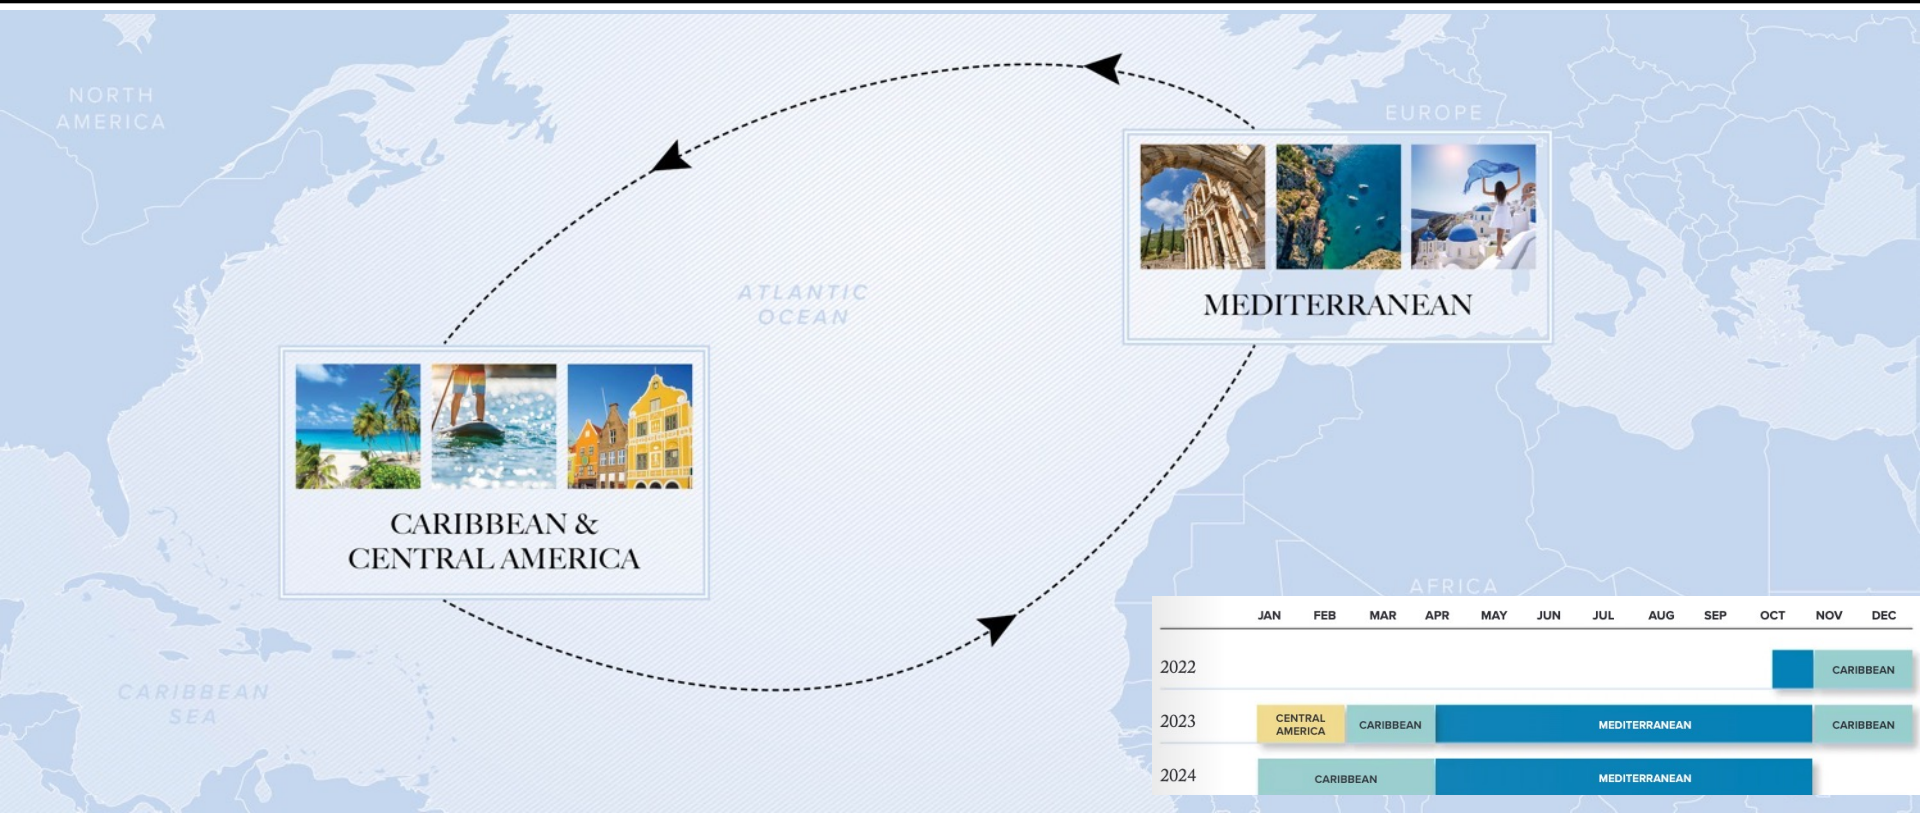 NORTH
AMERICA
EUROPE
MEDITERRANEAN
ATLANTIC
OCEAN
CARIBBEAN &
CENTRAL AMERICA
AFRICA
CARIBBEAN
SEA
JAN FEB MAR APR MAY JUN JUL AUG SEP OCT NOV DEC
2022 CARIBBEAN
2023 CENTRAL AMERICA CARIBBEAN MEDITERRANEAN CARIBBEAN
2024 CARIBBEAN MEDITERRANEAN